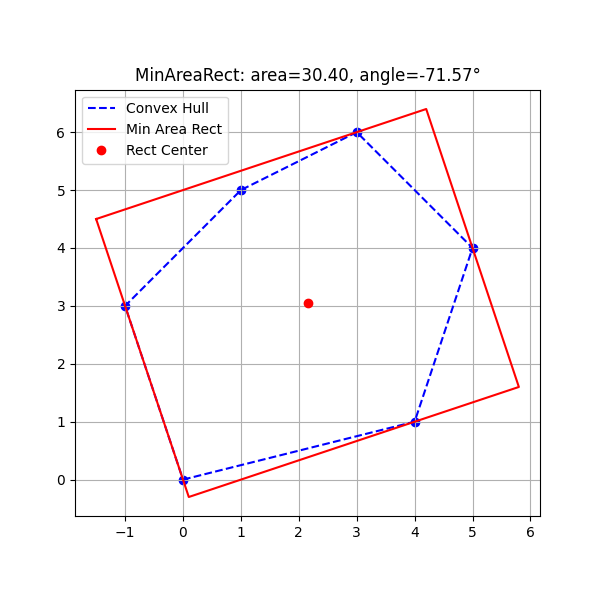 MinAreaRect: area=30.40, angle=-71.57°
Convex Hull
Min Area Rect
Rect Center
6
5
4
3
2
1
0
−1 0 1 2 3 4 5 6